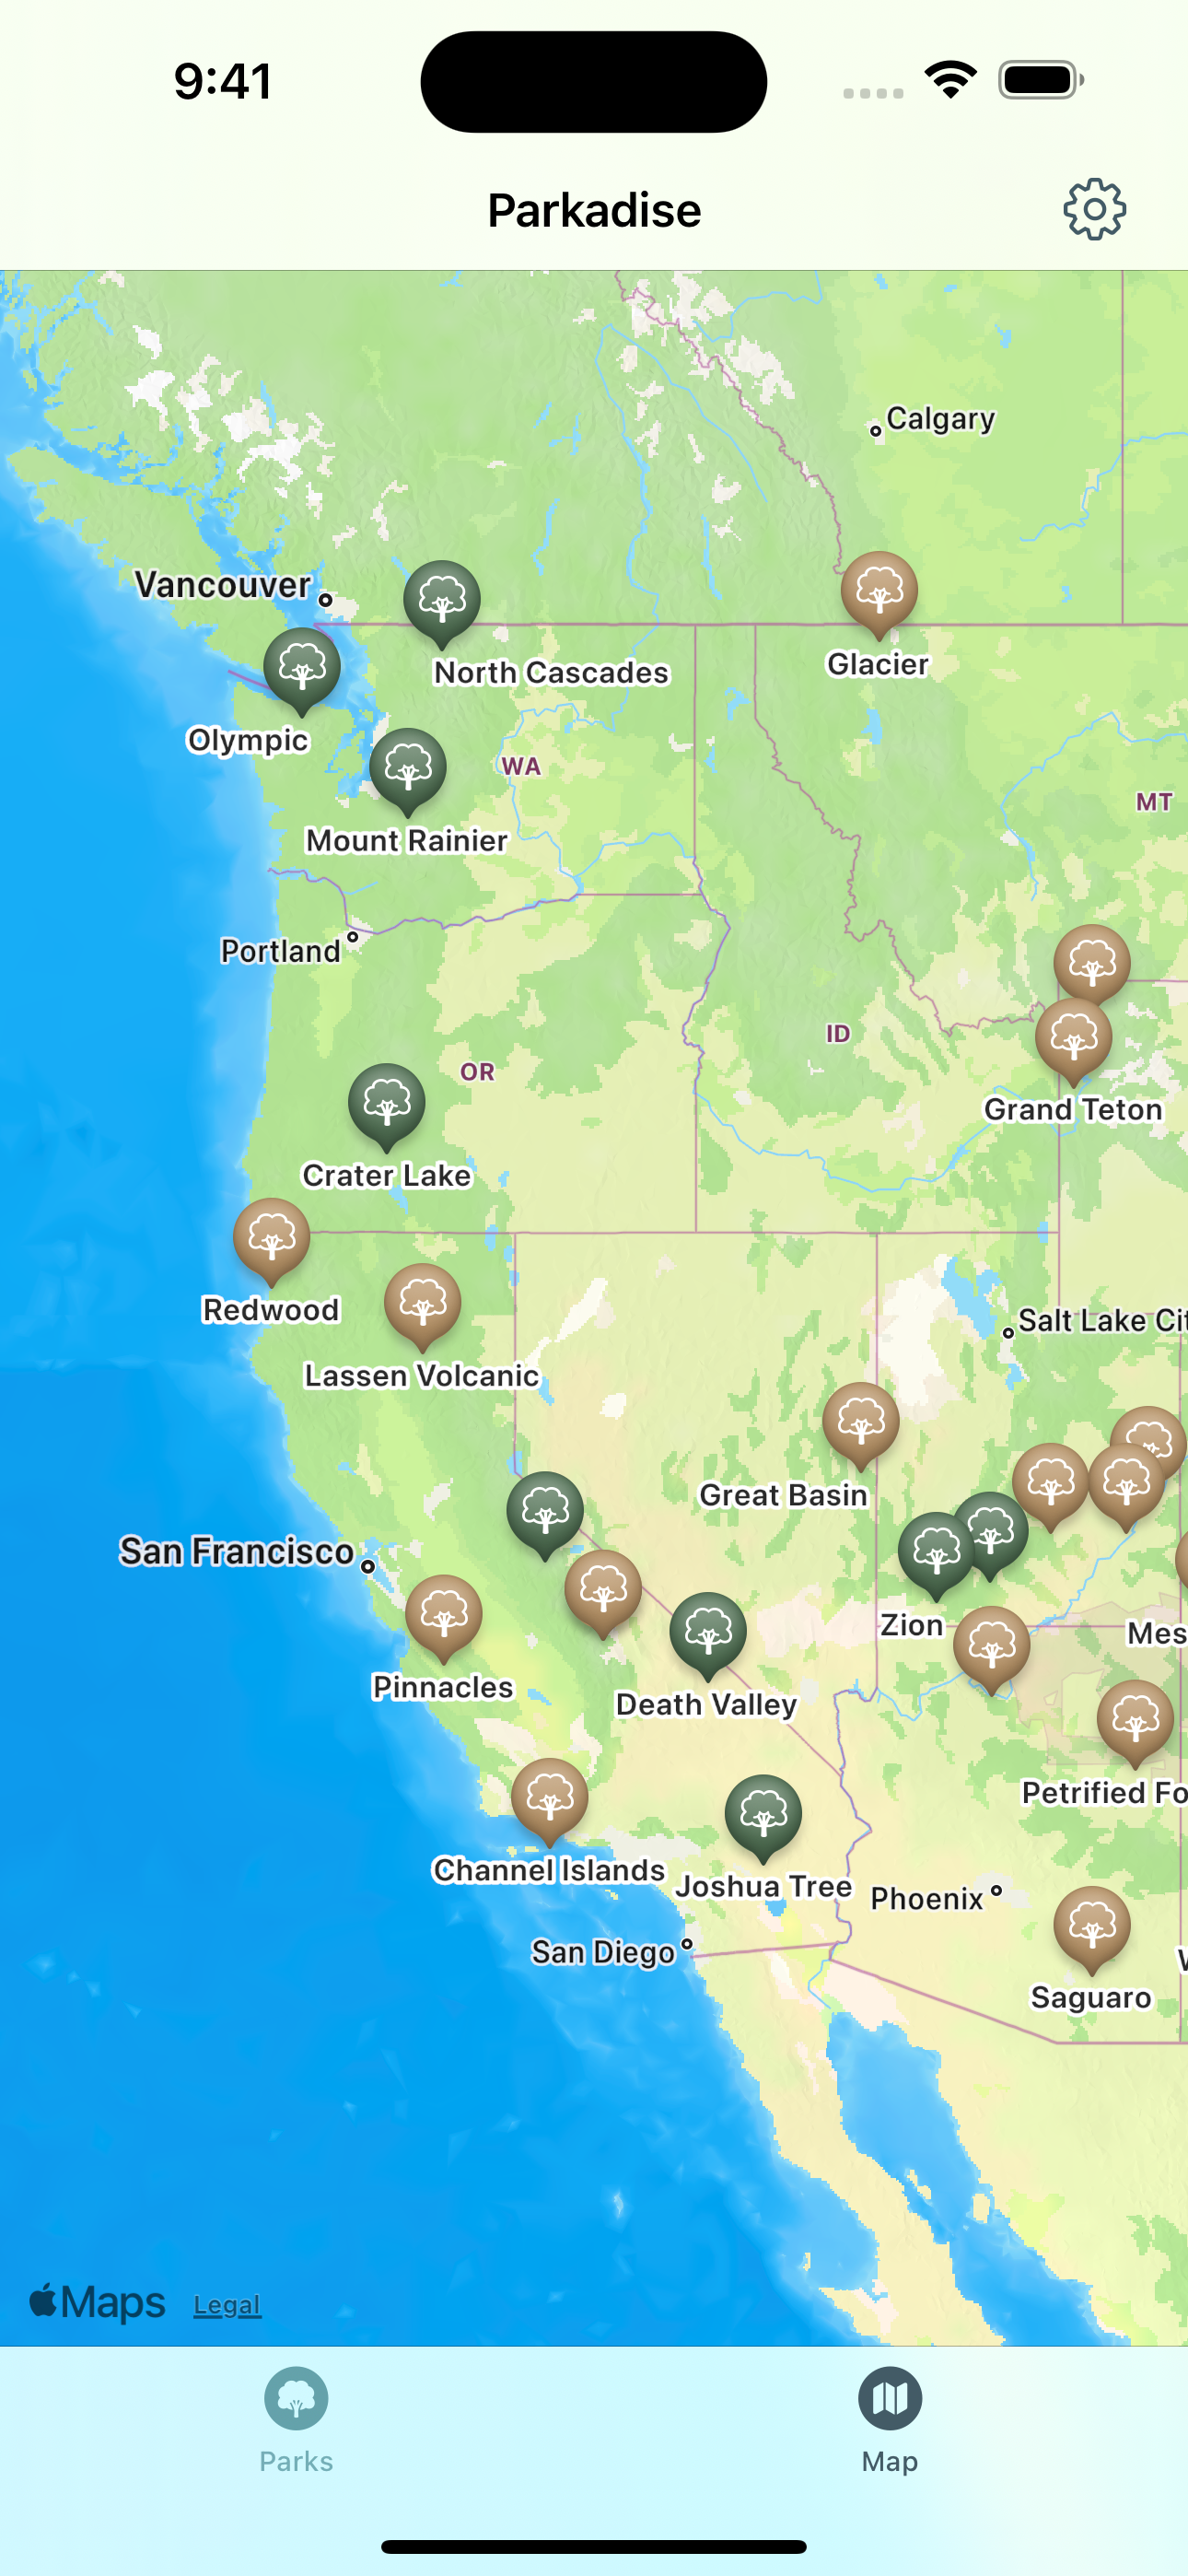 9:41
Parkadise
Calgary
Vancouver
North Cascades
Glacier
Olympic
WA
MT
Mount Rainier
Portland
ID
OR
Grand Teton
Crater Lake
Redwood
Salt Lake Cit
Lassen Volcanic
Great Basin
San Francisco
Zion
Mes
Pinnacles
Death Valley
Petrified Fo
Channel Islands
Joshua Tree
Phoenix
San Diego
Saguaro
Maps Legal
Parks
Map